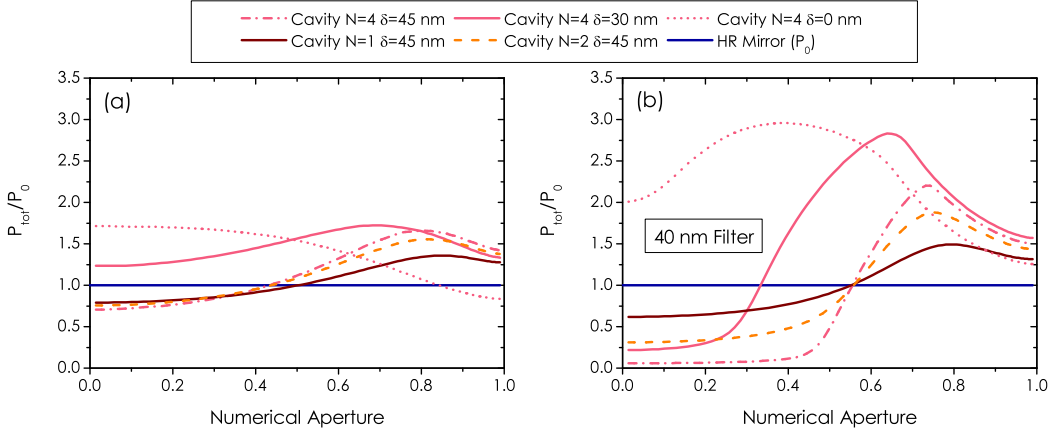 Cavity N=4 δ=45 nm Cavity N=4 δ=30 nm Cavity N=4 δ=0 nm
Cavity N=1 δ=45 nm Cavity N=2 δ=45 nm HR Mirror (P₀)
(a)
3.5
3.0
2.5
2.0
1.5
1.0
0.5
0.0
Pₜₒₜ/P₀
0.0 0.2 0.4 0.6 0.8 1.0
Numerical Aperture
(b)
3.5
3.0
2.5
2.0
1.5
1.0
0.5
0.0
Pₜₒₜ/P₀
40 nm Filter
0.0 0.2 0.4 0.6 0.8 1.0
Numerical Aperture